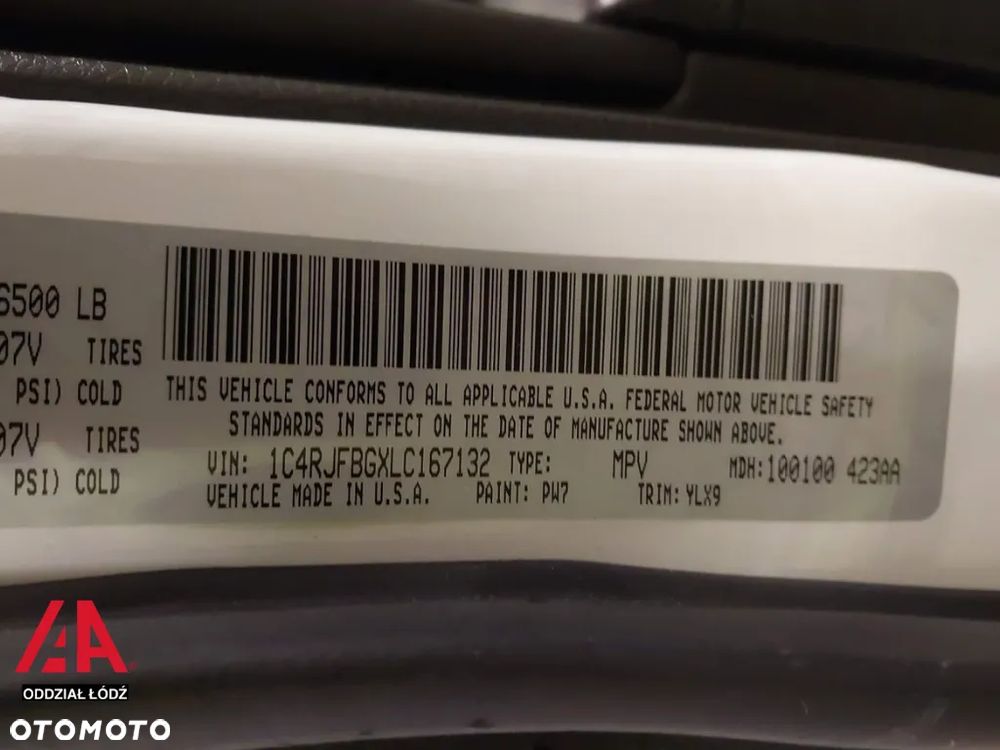 6500 LB
07V TIRES
PSI) COLD
07V TIRES
PSI) COLD
THIS VEHICLE CONFORMS TO ALL APPLICABLE U.S.A. FEDERAL MOTOR VEHICLE SAFETY
STANDARDS IN EFFECT ON THE DATE OF MANUFACTURE SHOWN ABOVE.
VIN: 1C4RJFBGXLC167132 TYPE: MPV MDH:100100 423AA
VEHICLE MADE IN U.S.A. PAINT: PW7 TRIM:YLX9
AA
ODDZIAŁ ŁÓDŹ
OTOMOTO